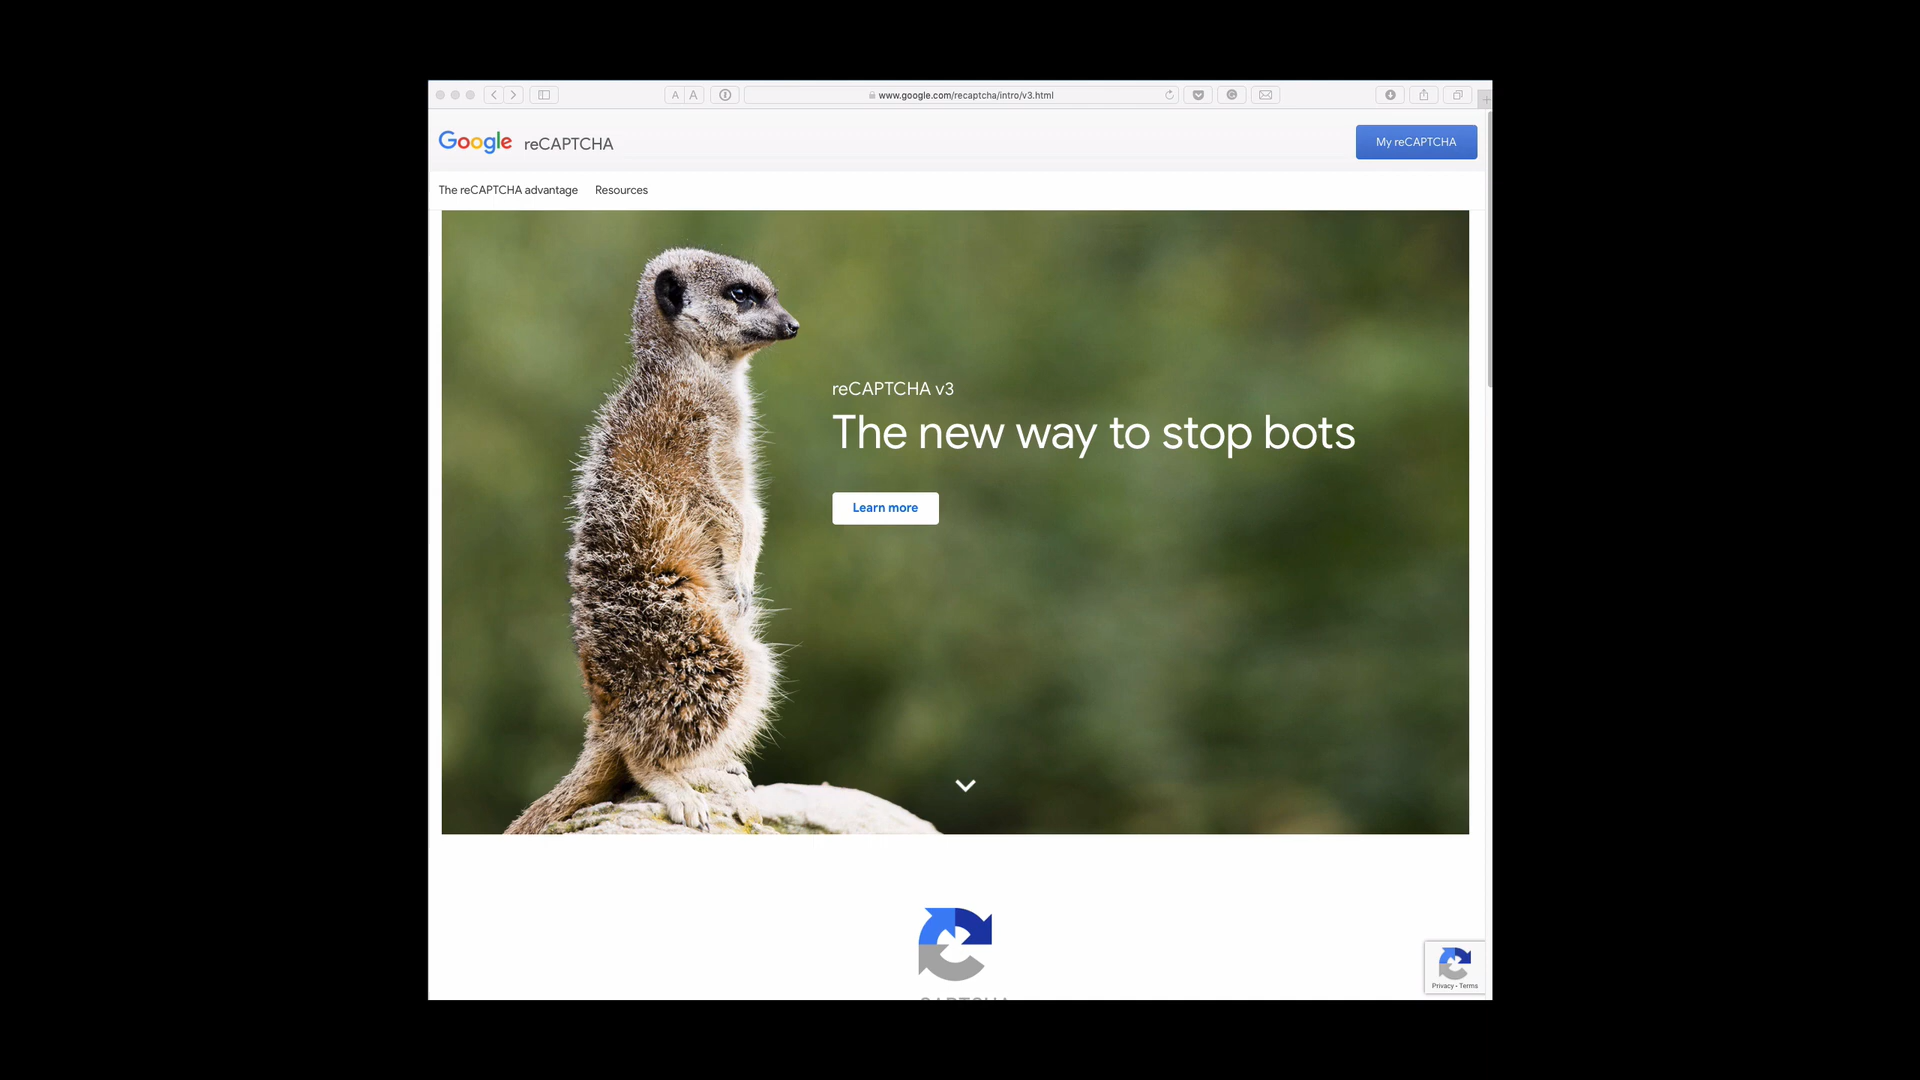 A A
www.google.com/recaptcha/intro/v3.html
Google reCAPTCHA
My reCAPTCHA
The reCAPTCHA advantage Resources
reCAPTCHA v3
The new way to stop bots
Learn more
Privacy - Terms